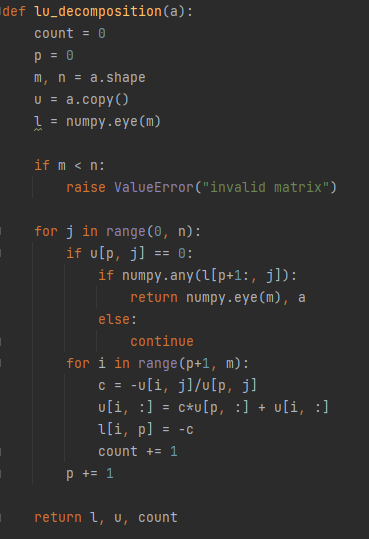 def lu_decomposition(a):
    count = 0
    p = 0
    m, n = a.shape
    u = a.copy()
    l = numpy.eye(m)

    if m < n:
        raise ValueError("invalid matrix")

    for j in range(0, n):
        if u[p, j] == 0:
            if numpy.any(l[p+1:, j]):
                return numpy.eye(m), a
            else:
                continue
        for i in range(p+1, m):
            c = -u[i, j]/u[p, j]
            u[i, :] = c*u[p, :] + u[i, :]
            l[i, p] = -c
            count += 1
        p += 1

    return l, u, count